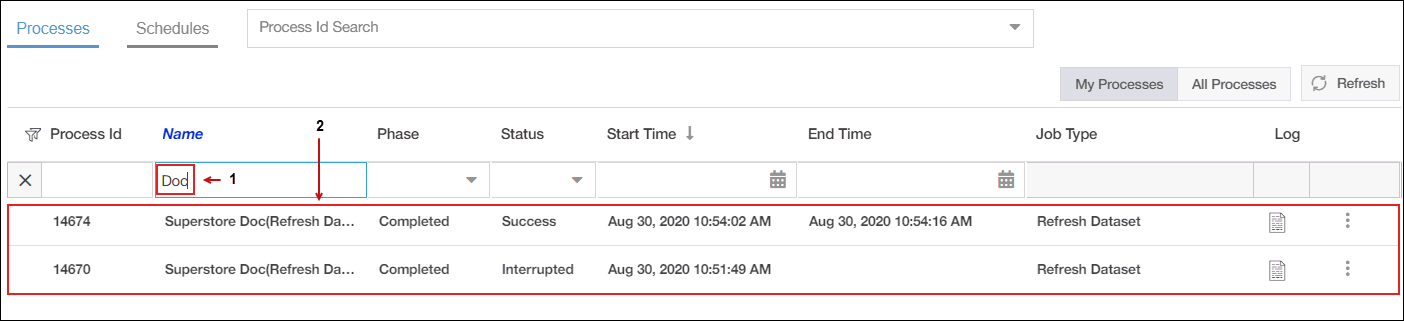 Processes Schedules Process Id Search
My Processes All Processes Refresh
Process Id Name 2 Phase Status Start Time End Time Job Type Log
Doc 1
14674 Superstore Doc(Refresh Da... Completed Success Aug 30, 2020 10:54:02 AM Aug 30, 2020 10:54:16 AM Refresh Dataset
14670 Superstore Doc(Refresh Da... Completed Interrupted Aug 30, 2020 10:51:49 AM Refresh Dataset